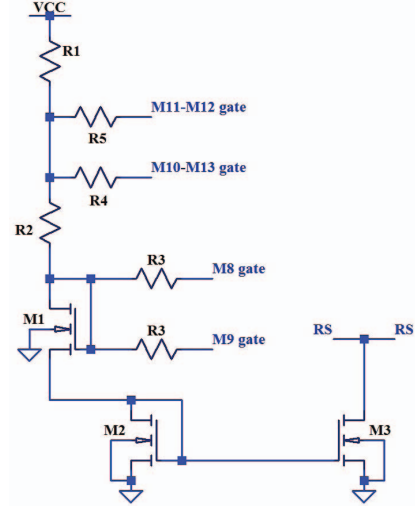 VCC
R1
M11-M12 gate
R5
M10-M13 gate
R4
R2
R3
M8 gate
M1
R3
M9 gate
RS RS
M2
M3